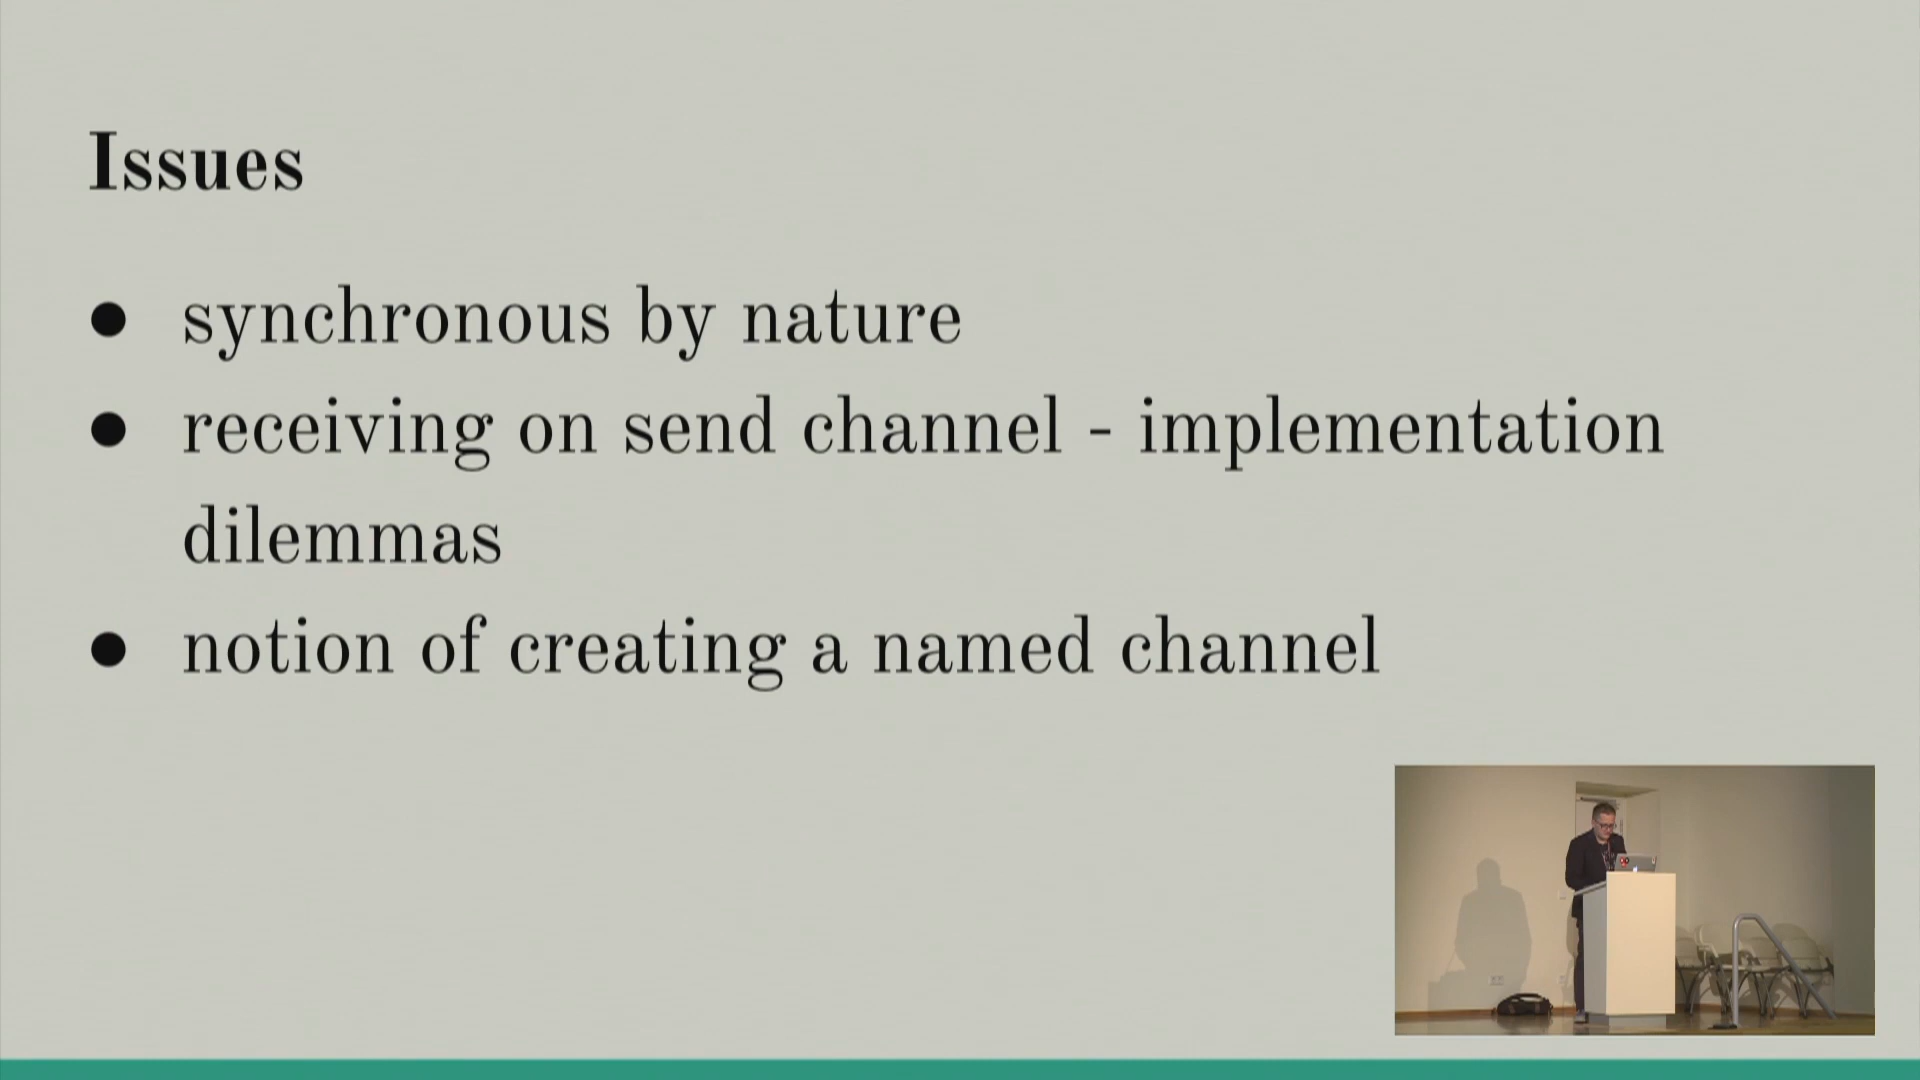 Issues
● synchronous by nature
● receiving on send channel - implementation
dilemmas
● notion of creating a named channel